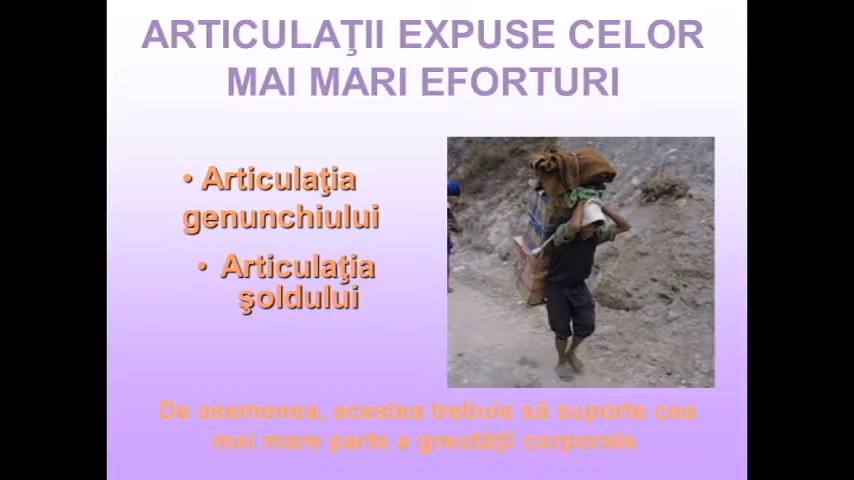 ARTICULAŢII EXPUSE CELOR
MAI MARI EFORTURI
• Articulaţia
genunchiului
• Articulaţia
şoldului
De asemenea, acestea trebuie să suporte cea
mai mare parte a greutăţii corporale.